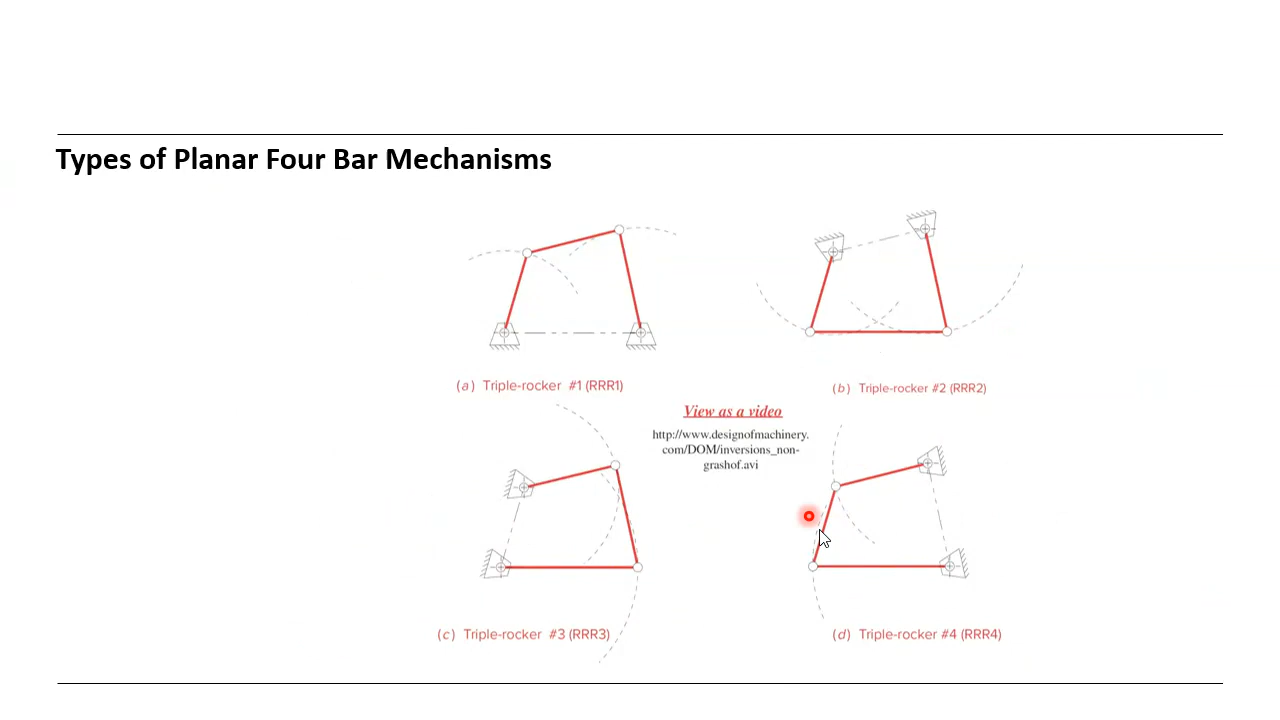 Types of Planar Four Bar Mechanisms
(a) Triple-rocker #1 (RRR1)
(b) Triple-rocker #2 (RRR2)
View as a video
http://www.designofmachinery.
com/DOM/inversions_non-
grashof.avi
(c) Triple-rocker #3 (RRR3)
(d) Triple-rocker #4 (RRR4)